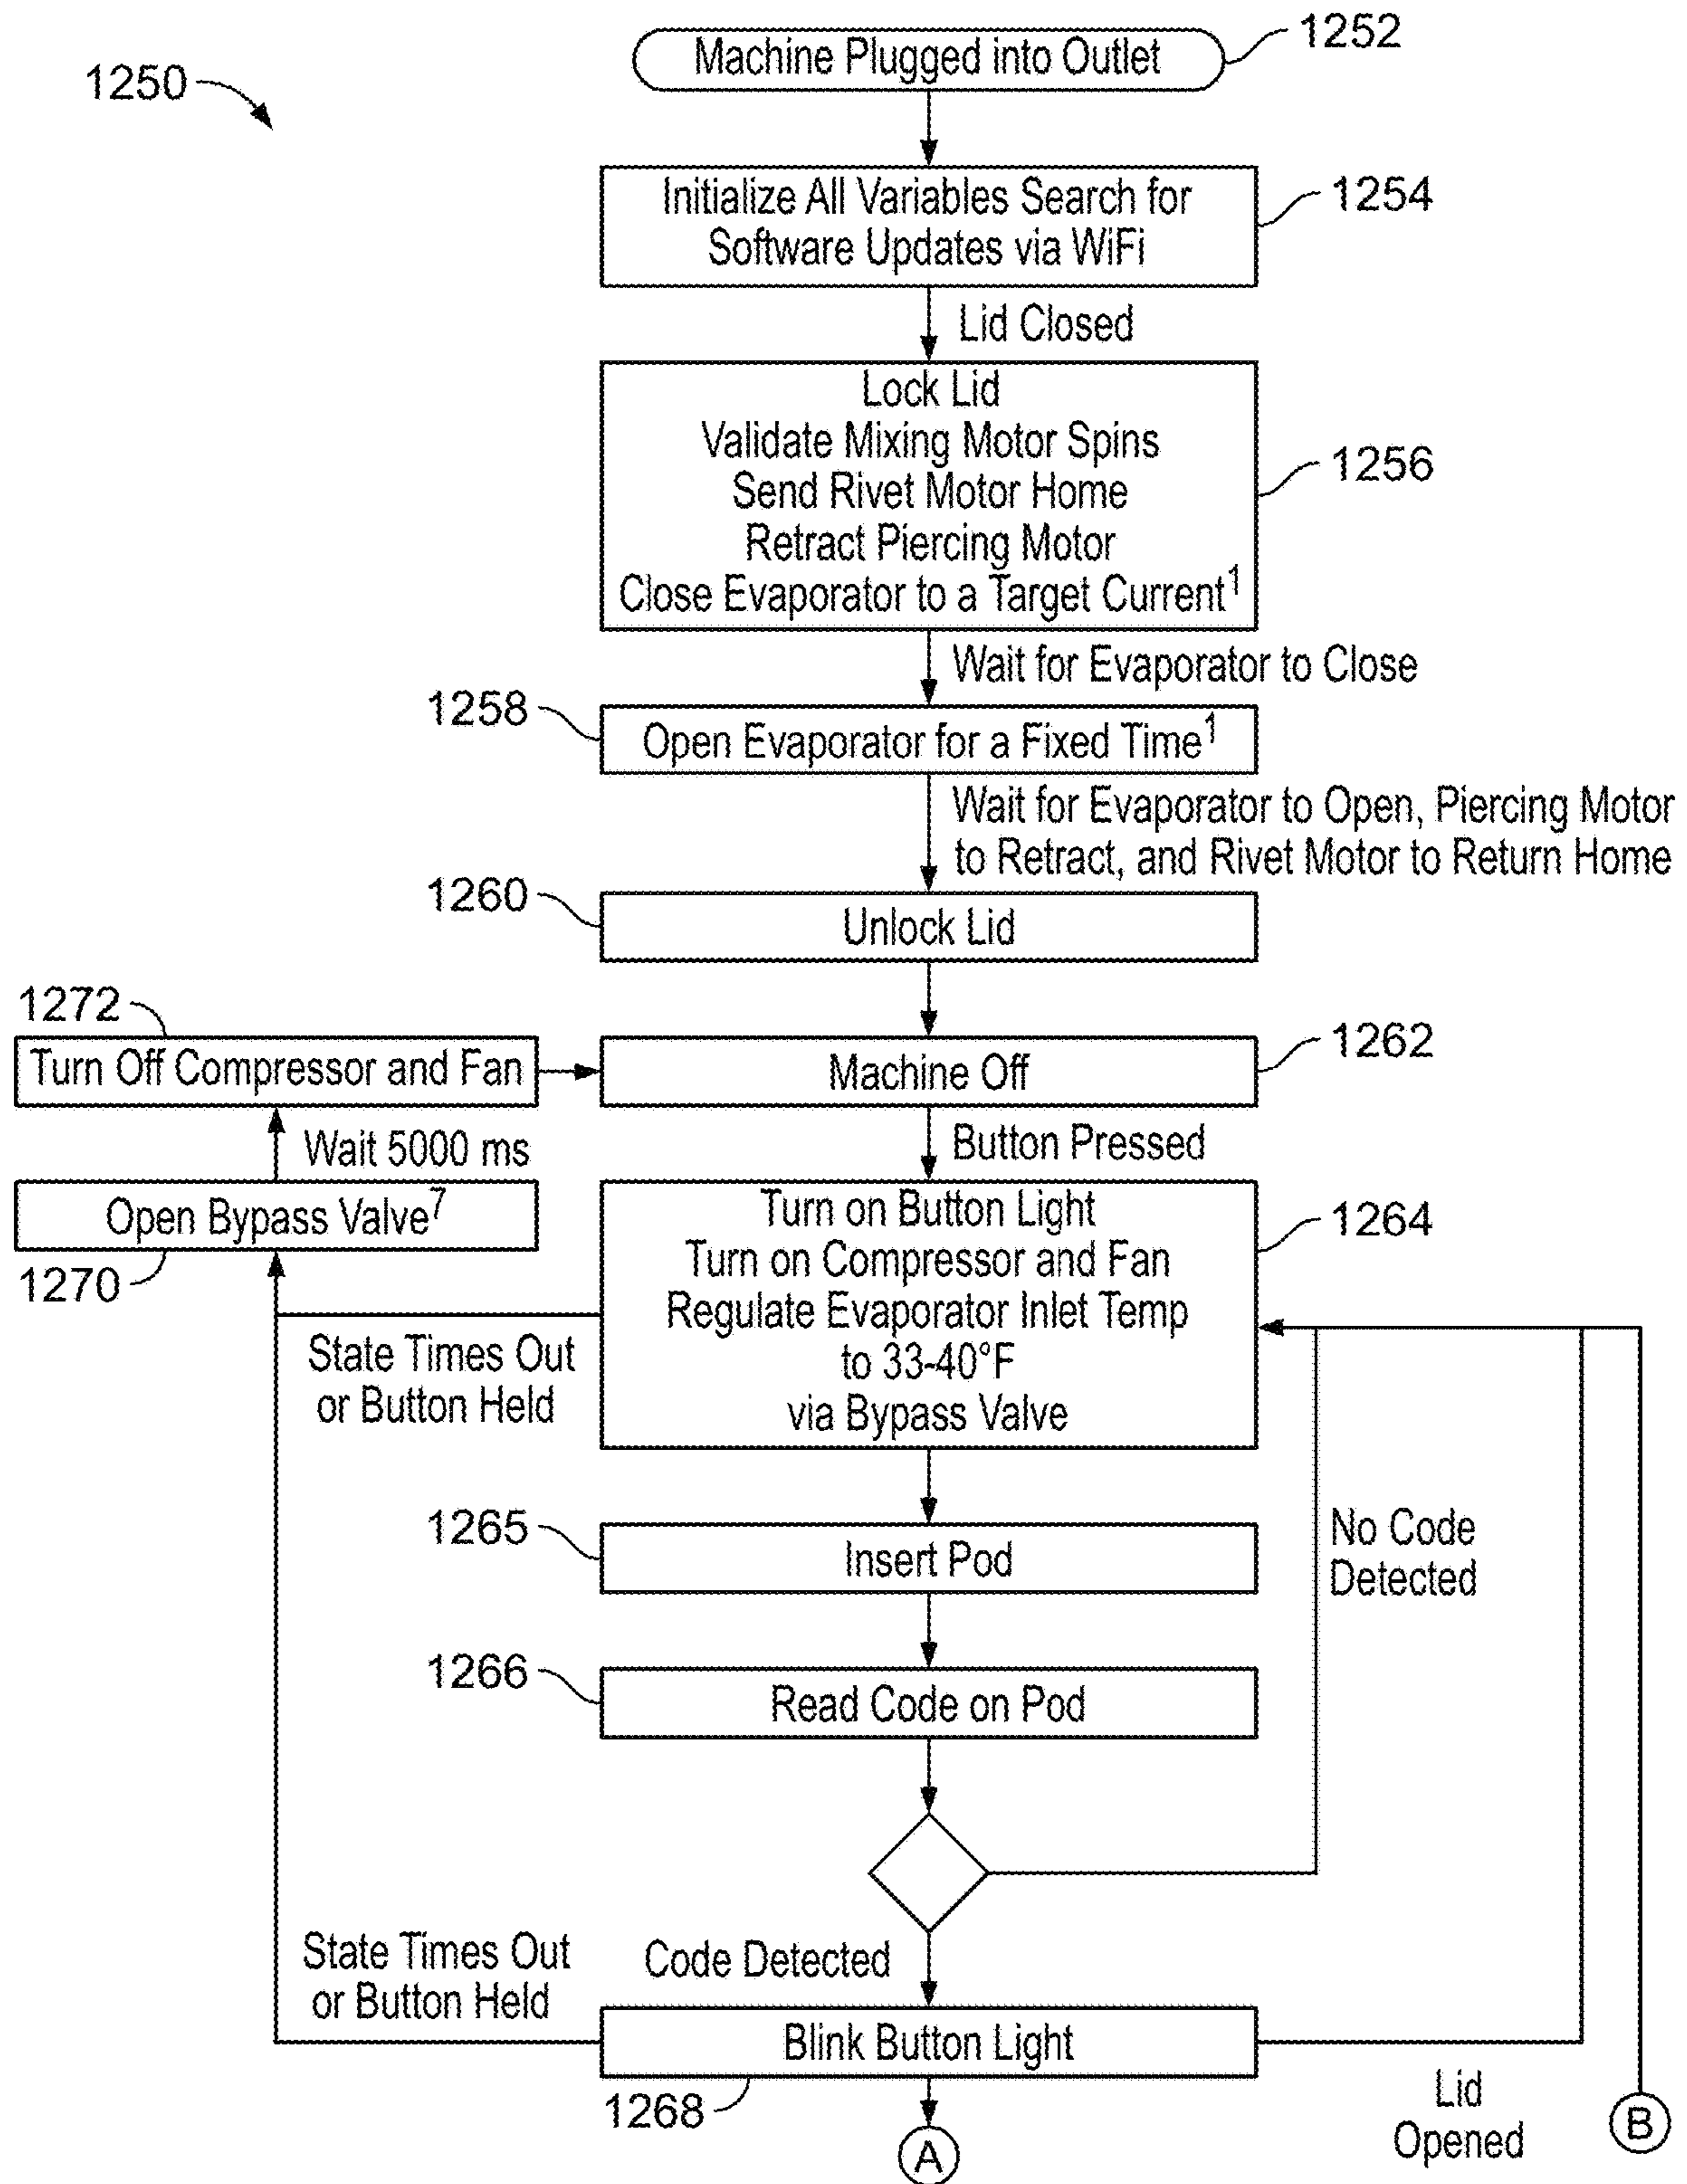 1250
Machine Plugged into Outlet
1252
Initialize All Variables Search for
Software Updates via WiFi
1254
Lid Closed
Lock Lid
Validate Mixing Motor Spins
Send Rivet Motor Home
Retract Piercing Motor
Close Evaporator to a Target Current¹
1256
Wait for Evaporator to Close
1258
Open Evaporator for a Fixed Time¹
Wait for Evaporator to Open, Piercing Motor
to Retract, and Rivet Motor to Return Home
1260
Unlock Lid
1272
Turn Off Compressor and Fan
Machine Off
1262
Wait 5000 ms
Button Pressed
Open Bypass Valve⁷
1270
Turn on Button Light
Turn on Compressor and Fan
Regulate Evaporator Inlet Temp
to 33-40°F
via Bypass Valve
1264
State Times Out
or Button Held
1265
Insert Pod
No Code
Detected
1266
Read Code on Pod
State Times Out
or Button Held
Code Detected
Blink Button Light
1268
Lid
Opened
A
B